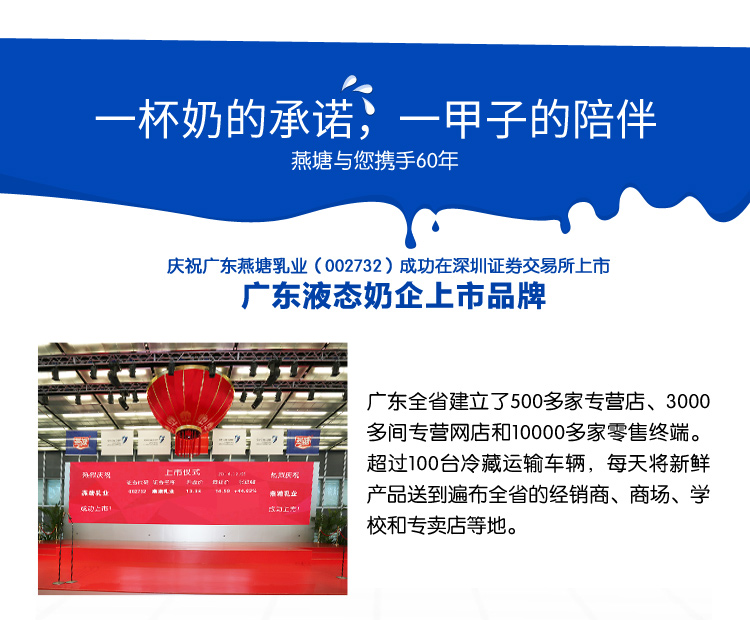 一杯奶的承诺，一甲子的陪伴
燕塘与您携手60年
庆祝广东燕塘乳业（002732）成功在深圳证券交易所上市
广东液态奶企上市品牌
广东全省建立了500多家专营店、3000
多间专营网店和10000多家零售终端。
超过100台冷藏运输车辆，每天将新鲜
产品送到遍布全省的经销商、商场、学
校和专卖店等地。
热烈庆祝
上市仪式
热烈庆祝
燕塘乳业
002732 燕塘乳业
燕塘乳业
成功上市！
成功上市！